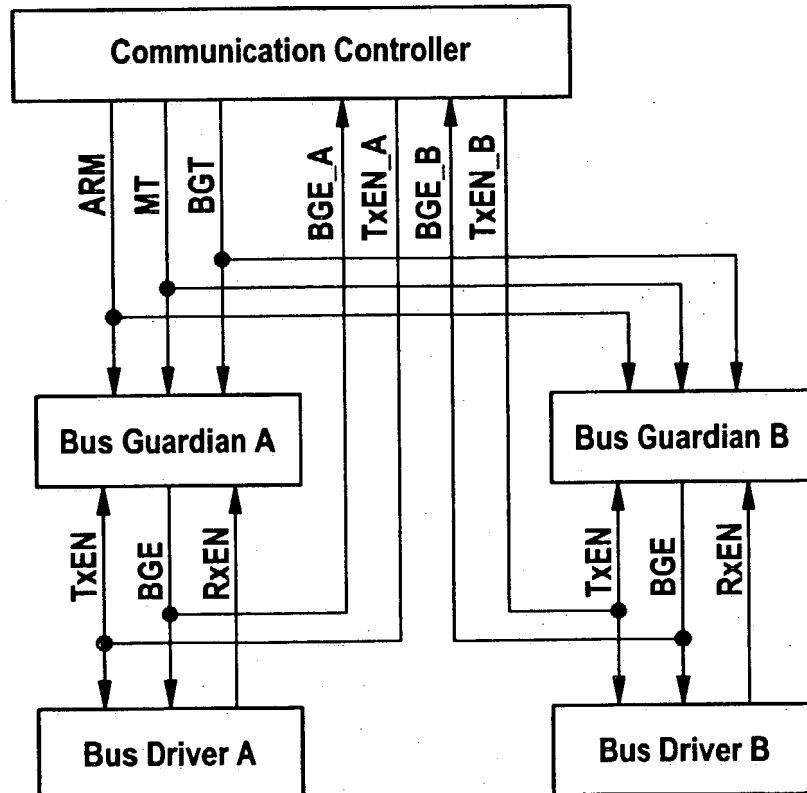 Communication Controller
ARM
MT
BGT
BGE_A
TxEN_A
BGE_B
TxEN_B
Bus Guardian A
Bus Guardian B
TxEN
BGE
RxEN
TxEN
BGE
RxEN
Bus Driver A
Bus Driver B